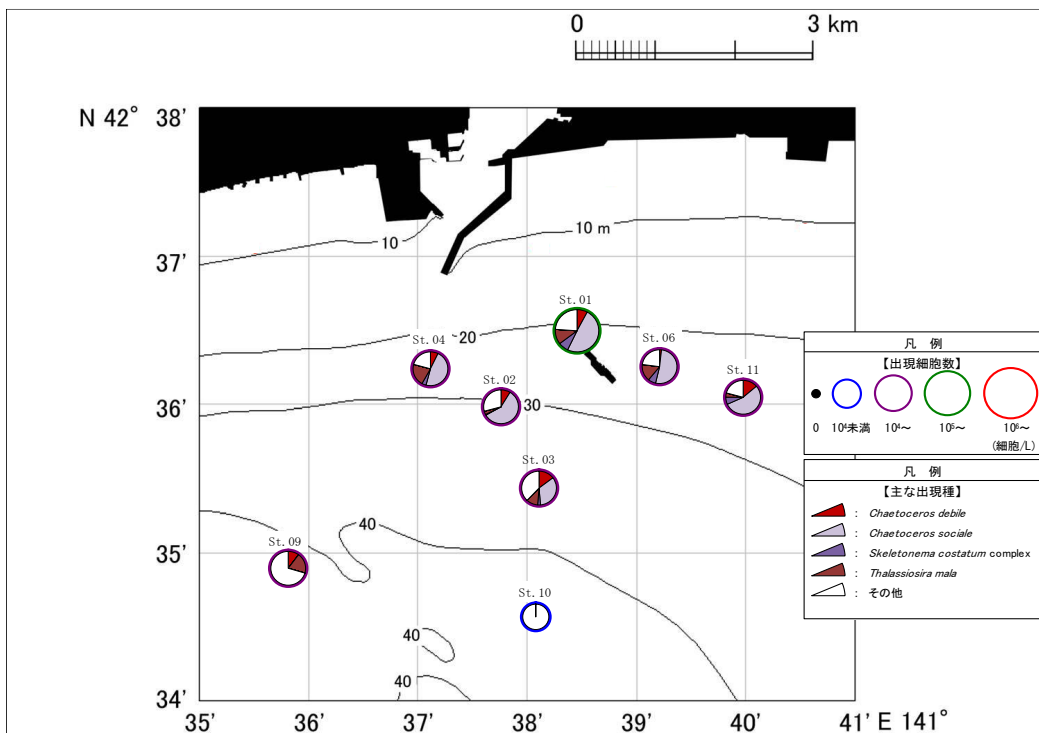 0 3 km
N 42° 38'
10 10 m
37'
St. 01
20
St. 04 St. 06
St. 11
St. 02
36' 30
St. 03
40
St. 09
35'
St. 10
40
40
34'
35' 36' 37' 38' 39' 40' 41' E 141°
凡 例
【出現細胞数】
0 10⁴未満 10⁴～ 10⁵～ 10⁶～
(細胞/L)
凡 例
【主な出現種】
: Chaetoceros debile
: Chaetoceros sociale
: Skeletonema costatum complex
: Thalassiosira mala
: その他